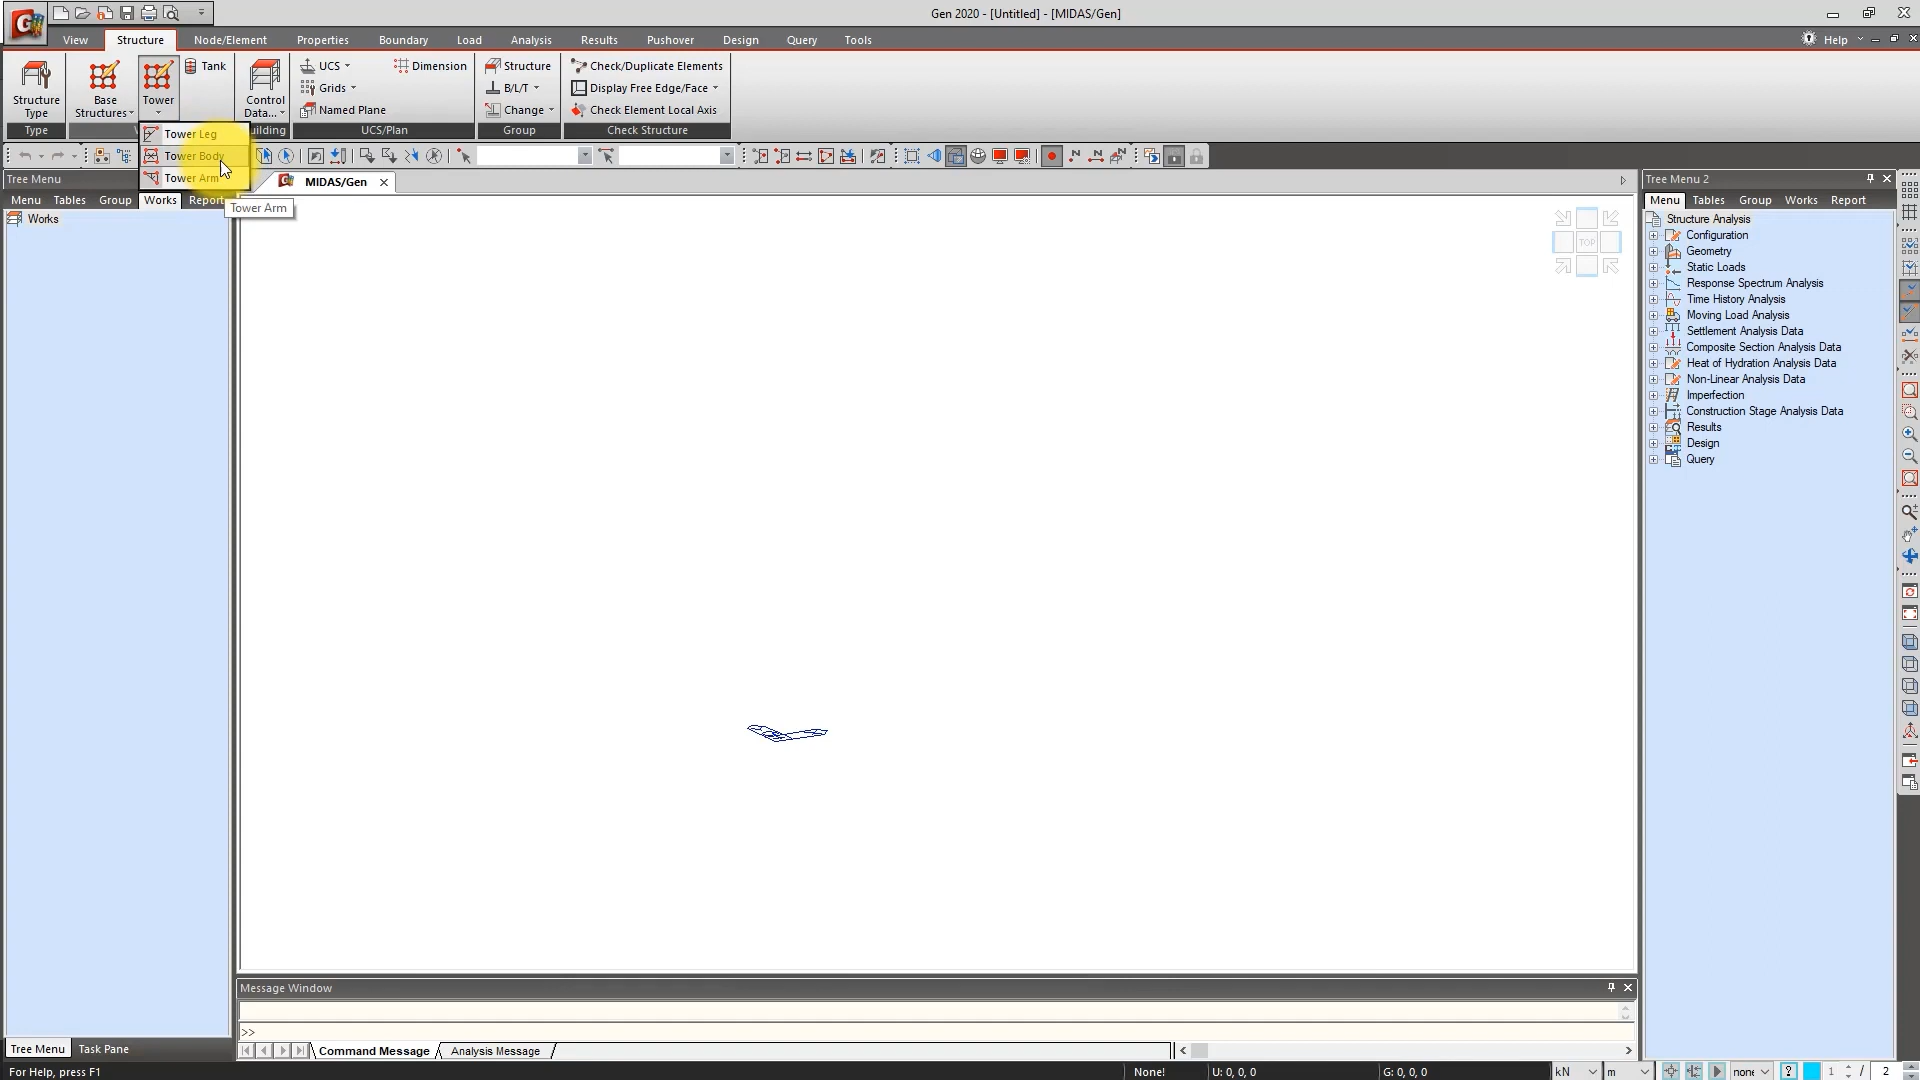 Gen 2020 - [Untitled] - [MIDAS/Gen]
View Structure Node/Element Properties Boundary Load Analysis Results Pushover Design Query Tools Help
Structure Type
Base Structures
Tower
Tank
Control Data...
UCS
Grids
Named Plane
Dimension
Structure
B/L/T
Change
Check/Duplicate Elements
Display Free Edge/Face
Check Element Local Axis
Type
UCS/Plan
Group
Check Structure
Tower Leg
Tower Body
Tower Arm
Tower Arm
Tree Menu
Menu Tables Group Works Report
Works
MIDAS/Gen
TOP
Tree Menu 2
Menu Tables Group Works Report
Structure Analysis
Configuration
Geometry
Static Loads
Response Spectrum Analysis
Time History Analysis
Moving Load Analysis
Settlement Analysis Data
Composite Section Analysis Data
Heat of Hydration Analysis Data
Non-Linear Analysis Data
Imperfection
Construction Stage Analysis Data
Results
Design
Query
Message Window
>>
Command Message Analysis Message
Tree Menu Task Pane
For Help, press F1
None! U: 0, 0, 0 G: 0, 0, 0 kN m none ? 1 / 2